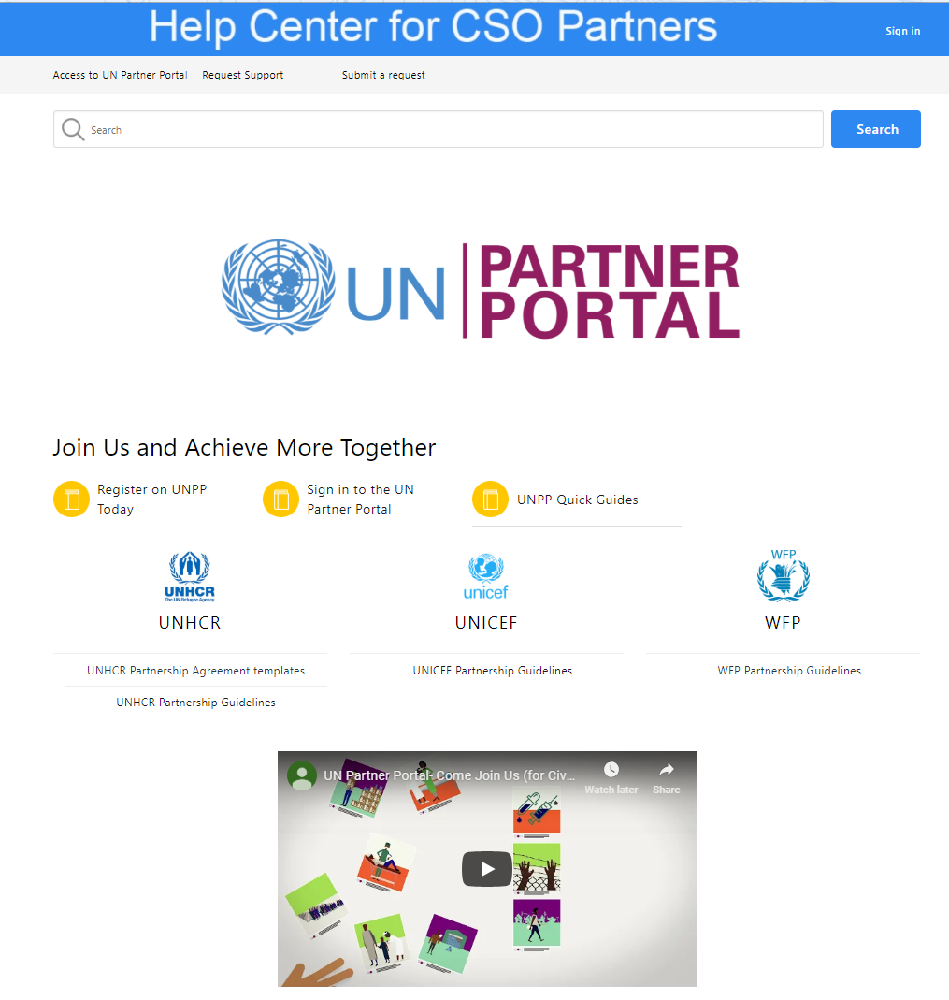 Help Center for CSO Partners
Sign in
Access to UN Partner Portal Request Support Submit a request
Search
Search
UN PARTNER
PORTAL
Join Us and Achieve More Together
Register on UNPP
Today
Sign in to the UN
Partner Portal
UNPP Quick Guides
UNHCR
The UN Refugee Agency
unicef
WFP
UNHCR
UNICEF
WFP
UNHCR Partnership Agreement templates
UNICEF Partnership Guidelines
WFP Partnership Guidelines
UNHCR Partnership Guidelines
UN Partner Portal- Come Join Us (for Civ...
Watch later
Share